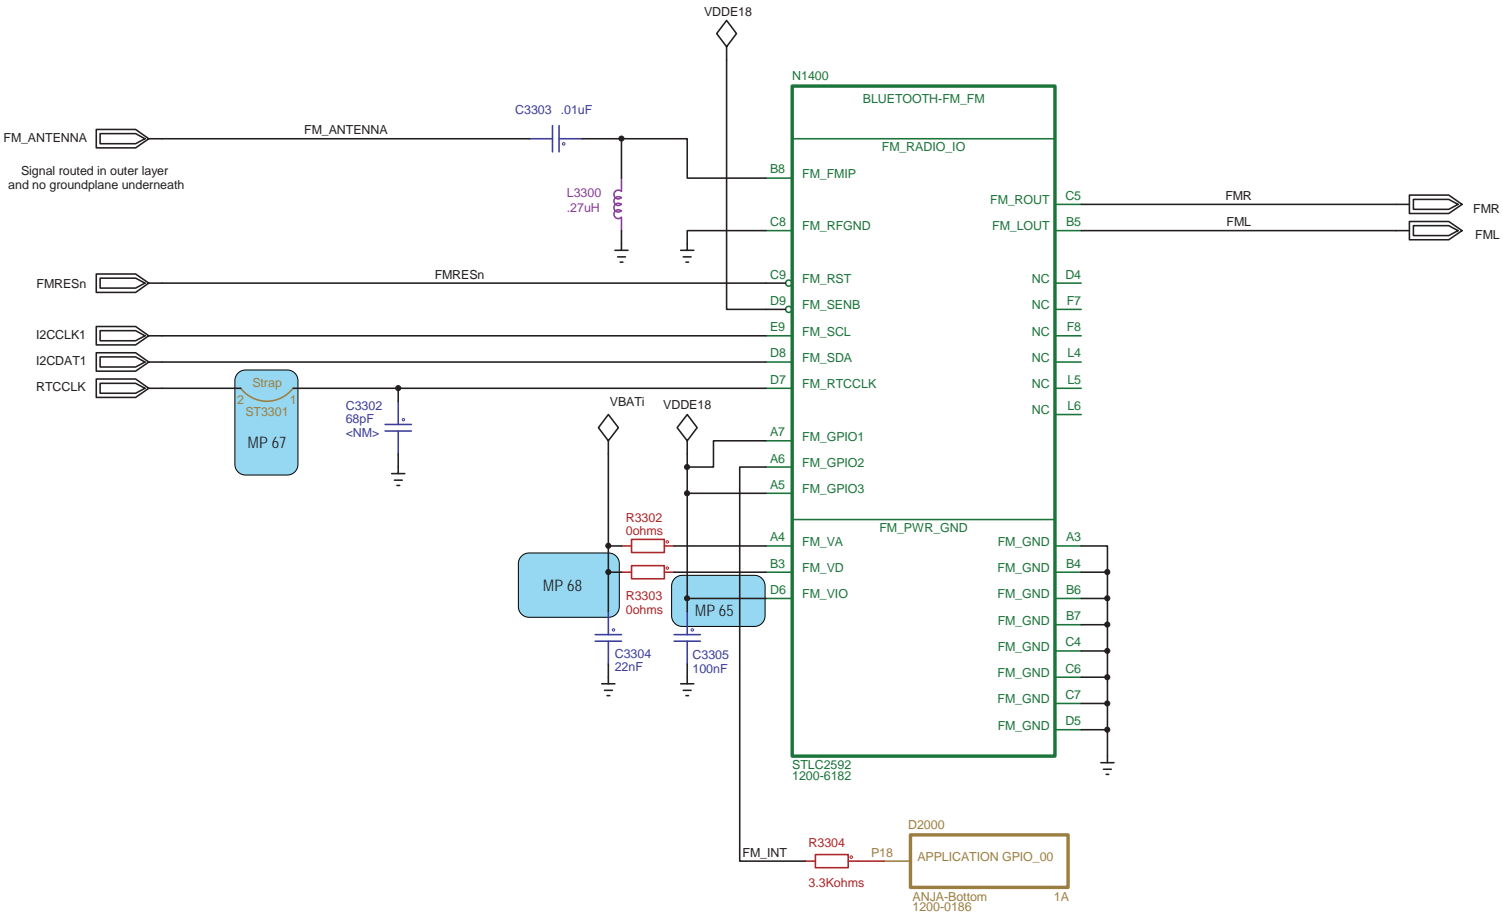 VDDE18
N1400
BLUETOOTH-FM_FM
C3303 .01uF
FM_ANTENNA
FM_ANTENNA
FM_RADIO_IO
Signal routed in outer layer
and no groundplane underneath
B8 FM_FMIP
L3300
.27uH
FM_ROUT C5 FMR
FMR
C8 FM_RFGND
FM_LOUT B5 FML
FML
FMRESn
FMRESn
C9 FM_RST
NC D4
D9 FM_SENB
NC F7
I2CCLK1
E9 FM_SCL
NC F8
I2CDAT1
D8 FM_SDA
NC L4
RTCCLK
Strap
2 1
ST3301
MP 67
D7 FM_RTCCLK
NC L5
C3302
68pF
<NM>
VBATi
VDDE18
NC L6
A7 FM_GPIO1
A6 FM_GPIO2
A5 FM_GPIO3
R3302
0ohms
FM_PWR_GND
A4 FM_VA
FM_GND A3
MP 68
B3 FM_VD
FM_GND B4
R3303
0ohms
MP 65
D6 FM_VIO
FM_GND B6
FM_GND B7
C3304
22nF
C3305
100nF
FM_GND C4
FM_GND C6
FM_GND C7
FM_GND D5
STLC2592
1200-6182
D2000
R3304
FM_INT
P18
APPLICATION GPIO_00
3.3Kohms
ANJA-Bottom 1A
1200-0186